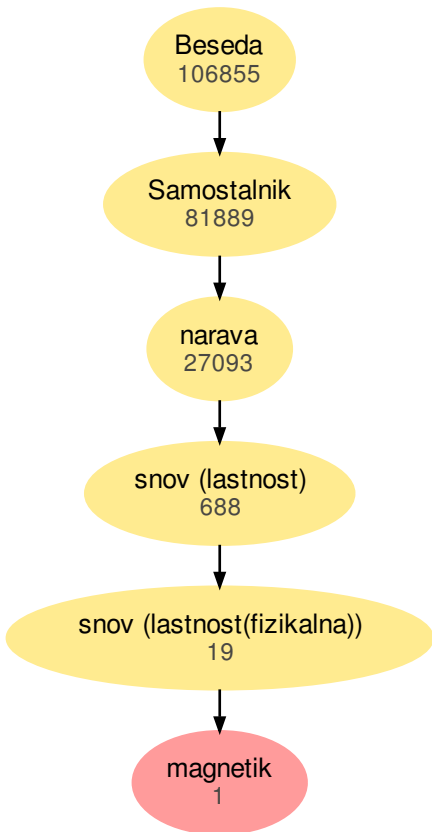 Beseda
106855
Samostalnik
81889
narava
27093
snov (lastnost)
688
snov (lastnost(fizikalna))
19
magnetik
1